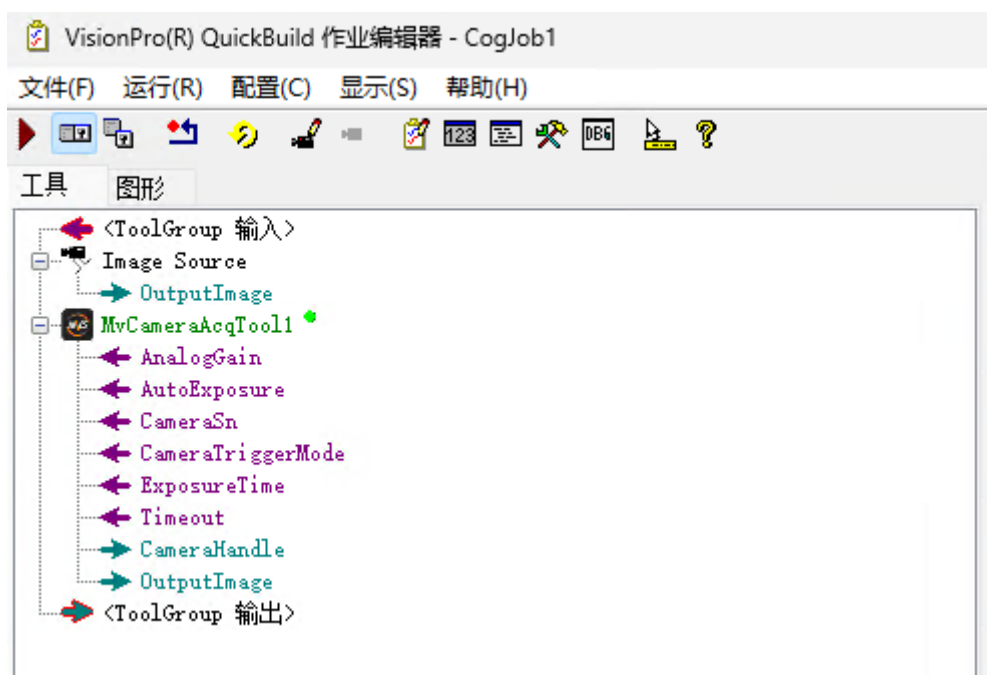 VisionPro(R) QuickBuild 作业编辑器 - CogJob1
文件(F) 运行(R) 配置(C) 显示(S) 帮助(H)
123 DBG
工具 图形
<ToolGroup 输入>
Image Source
OutputImage
MvCameraAcqTool1
AnalogGain
AutoExposure
CameraSn
CameraTriggerMode
ExposureTime
Timeout
CameraHandle
OutputImage
<ToolGroup 输出>